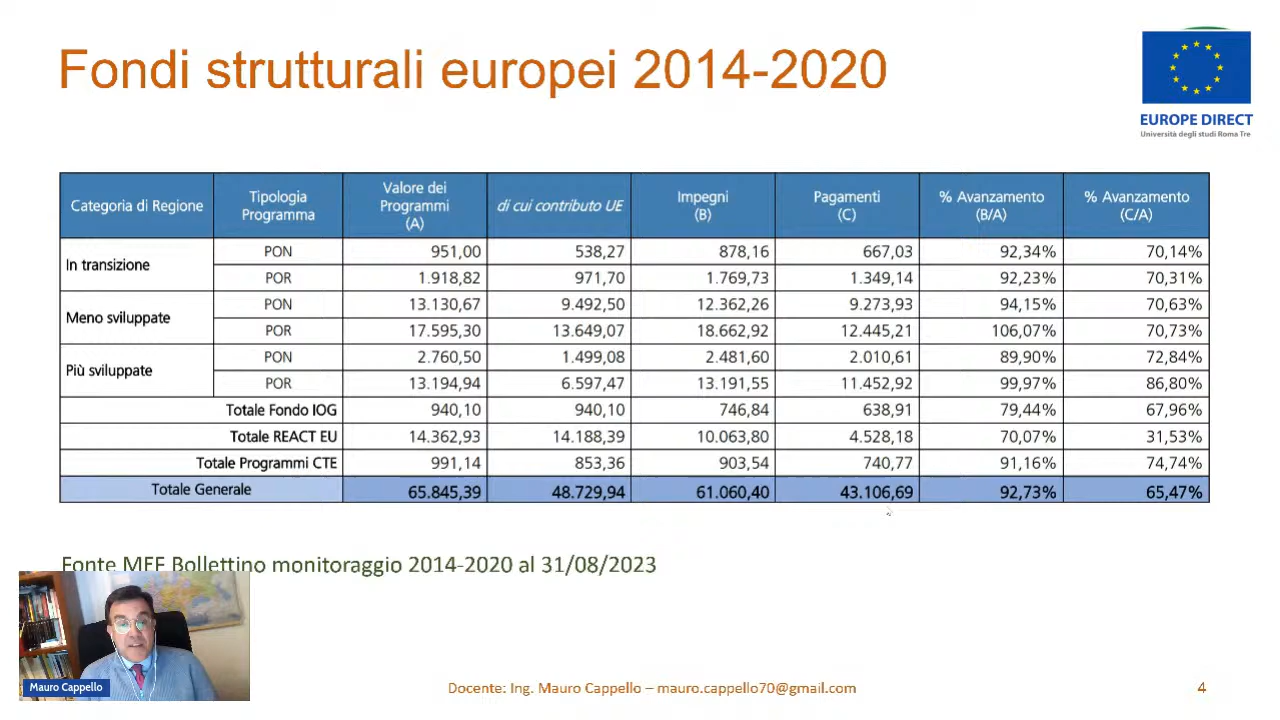 Fondi strutturali europei 2014-2020
EUROPE DIRECT
Università degli studi Roma Tre
Categoria di Regione Tipologia Programma Valore dei Programmi (A) di cui contributo UE Impegni (B) Pagamenti (C) % Avanzamento (B/A) % Avanzamento (C/A)
In transizione PON 951,00 538,27 878,16 667,03 92,34% 70,14%
POR 1.918,82 971,70 1.769,73 1.349,14 92,23% 70,31%
Meno sviluppate PON 13.130,67 9.492,50 12.362,26 9.273,93 94,15% 70,63%
POR 17.595,30 13.649,07 18.662,92 12.445,21 106,07% 70,73%
Più sviluppate PON 2.760,50 1.499,08 2.481,60 2.010,61 89,90% 72,84%
POR 13.194,94 6.597,47 13.191,55 11.452,92 99,97% 86,80%
Totale Fondo IOG 940,10 940,10 746,84 638,91 79,44% 67,96%
Totale REACT EU 14.362,93 14.188,39 10.063,80 4.528,18 70,07% 31,53%
Totale Programmi CTE 991,14 853,36 903,54 740,77 91,16% 74,74%
Totale Generale 65.845,39 48.729,94 61.060,40 43.106,69 92,73% 65,47%
Fonte MEF Bollettino monitoraggio 2014-2020 al 31/08/2023
Mauro Cappello
Docente: Ing. Mauro Cappello – mauro.cappello70@gmail.com
4